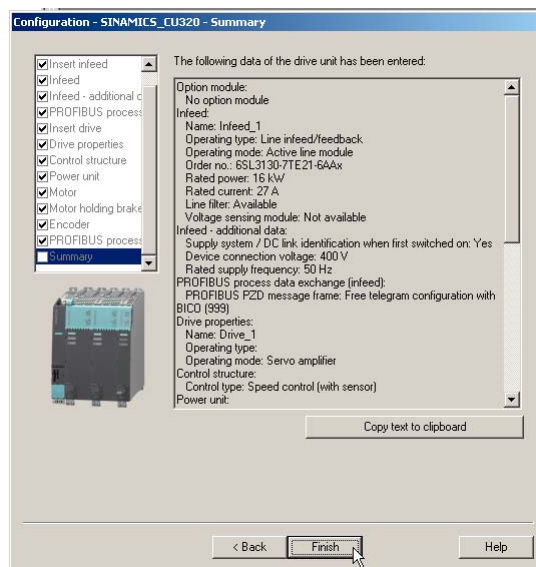 Configuration - SINAMICS_CU320 - Summary
Insert infeed
Infeed
Infeed - additional d
PROFIBUS process
Insert drive
Drive properties
Control structure
Power unit
Motor
Motor holding brake
Encoder
PROFIBUS process
Summary
The following data of the drive unit has been entered:
Option module:
No option module
Infeed:
Name: Infeed_1
Operating type: Line infeed/feedback
Operating mode: Active line module
Order no.: 6SL3130-7TE21-6AAx
Rated power: 16 kW
Rated current: 27 A
Line filter: Available
Voltage sensing module: Not available
Infeed - additional data:
Supply system / DC link identification when first switched on: Yes
Device connection voltage: 400 V
Rated supply frequency: 50 Hz
PROFIBUS process data exchange (infeed):
PROFIBUS PZD message frame: Free telegram configuration with
BICO (999)
Drive properties:
Name: Drive_1
Operating type:
Operating mode: Servo amplifier
Control structure:
Control type: Speed control (with sensor)
Power unit:
Copy text to clipboard
< Back
Finish
Help